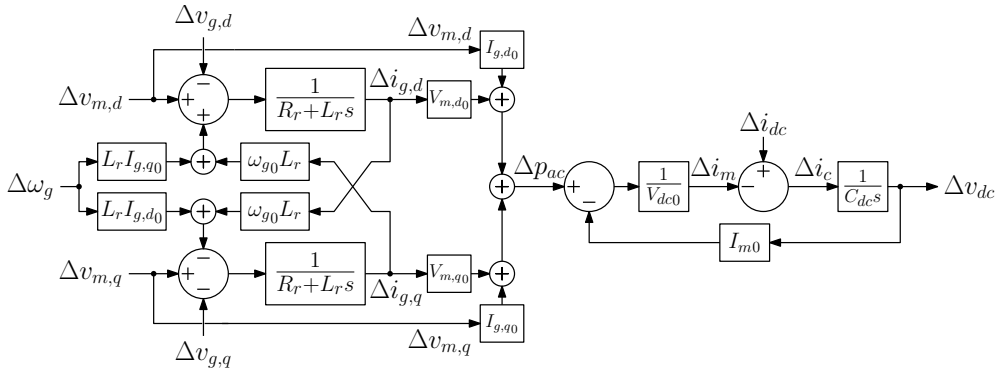 Δv_{g,d}
Δv_{m,d}
I_{g,d_0}
Δv_{m,d}
+
−
+
1/(R_r+L_r s)
Δi_{g,d}
V_{m,d_0}
+
L_r I_{g,q_0}
+
ω_{g_0} L_r
Δω_g
L_r I_{g,d_0}
+
ω_{g_0} L_r
+
Δp_{ac}
+
−
1/V_{dc0}
Δi_m
−
+
Δi_{dc}
Δi_c
1/(C_{dc} s)
Δv_{dc}
I_{m0}
Δv_{m,q}
+
−
−
1/(R_r+L_r s)
Δi_{g,q}
V_{m,q_0}
+
I_{g,q_0}
Δv_{m,q}
Δv_{g,q}